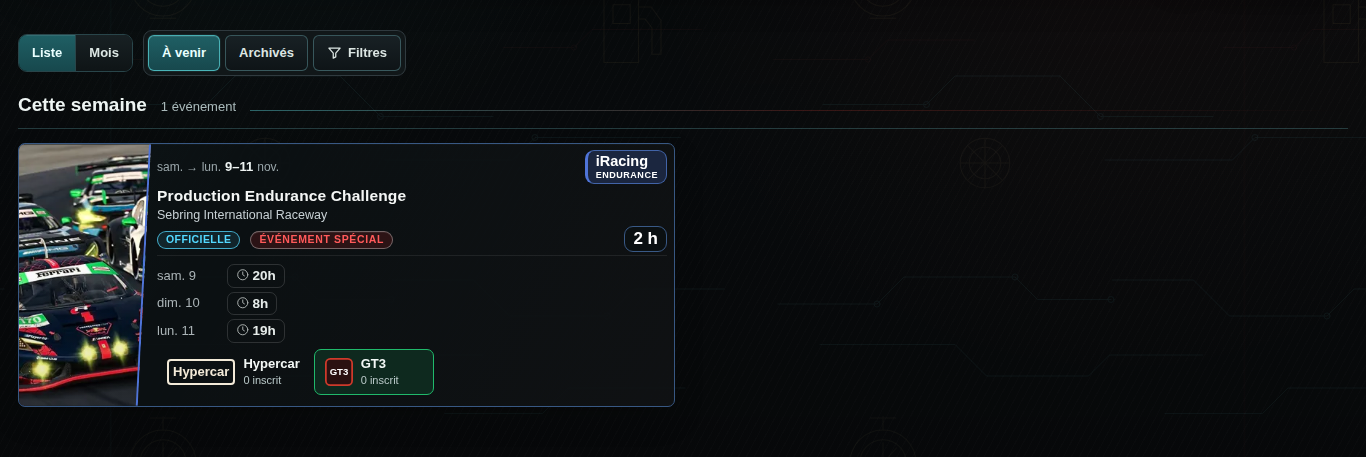 Liste
Mois
À venir
Archivés
Filtres
Cette semaine
1 événement
sam. → lun. 9–11 nov.
iRacing
ENDURANCE
Production Endurance Challenge
Sebring International Raceway
OFFICIELLE
ÉVÉNEMENT SPÉCIAL
2 h
sam. 9
20h
dim. 10
8h
lun. 11
19h
Hypercar
Hypercar
0 inscrit
GT3
GT3
0 inscrit
Ferrari